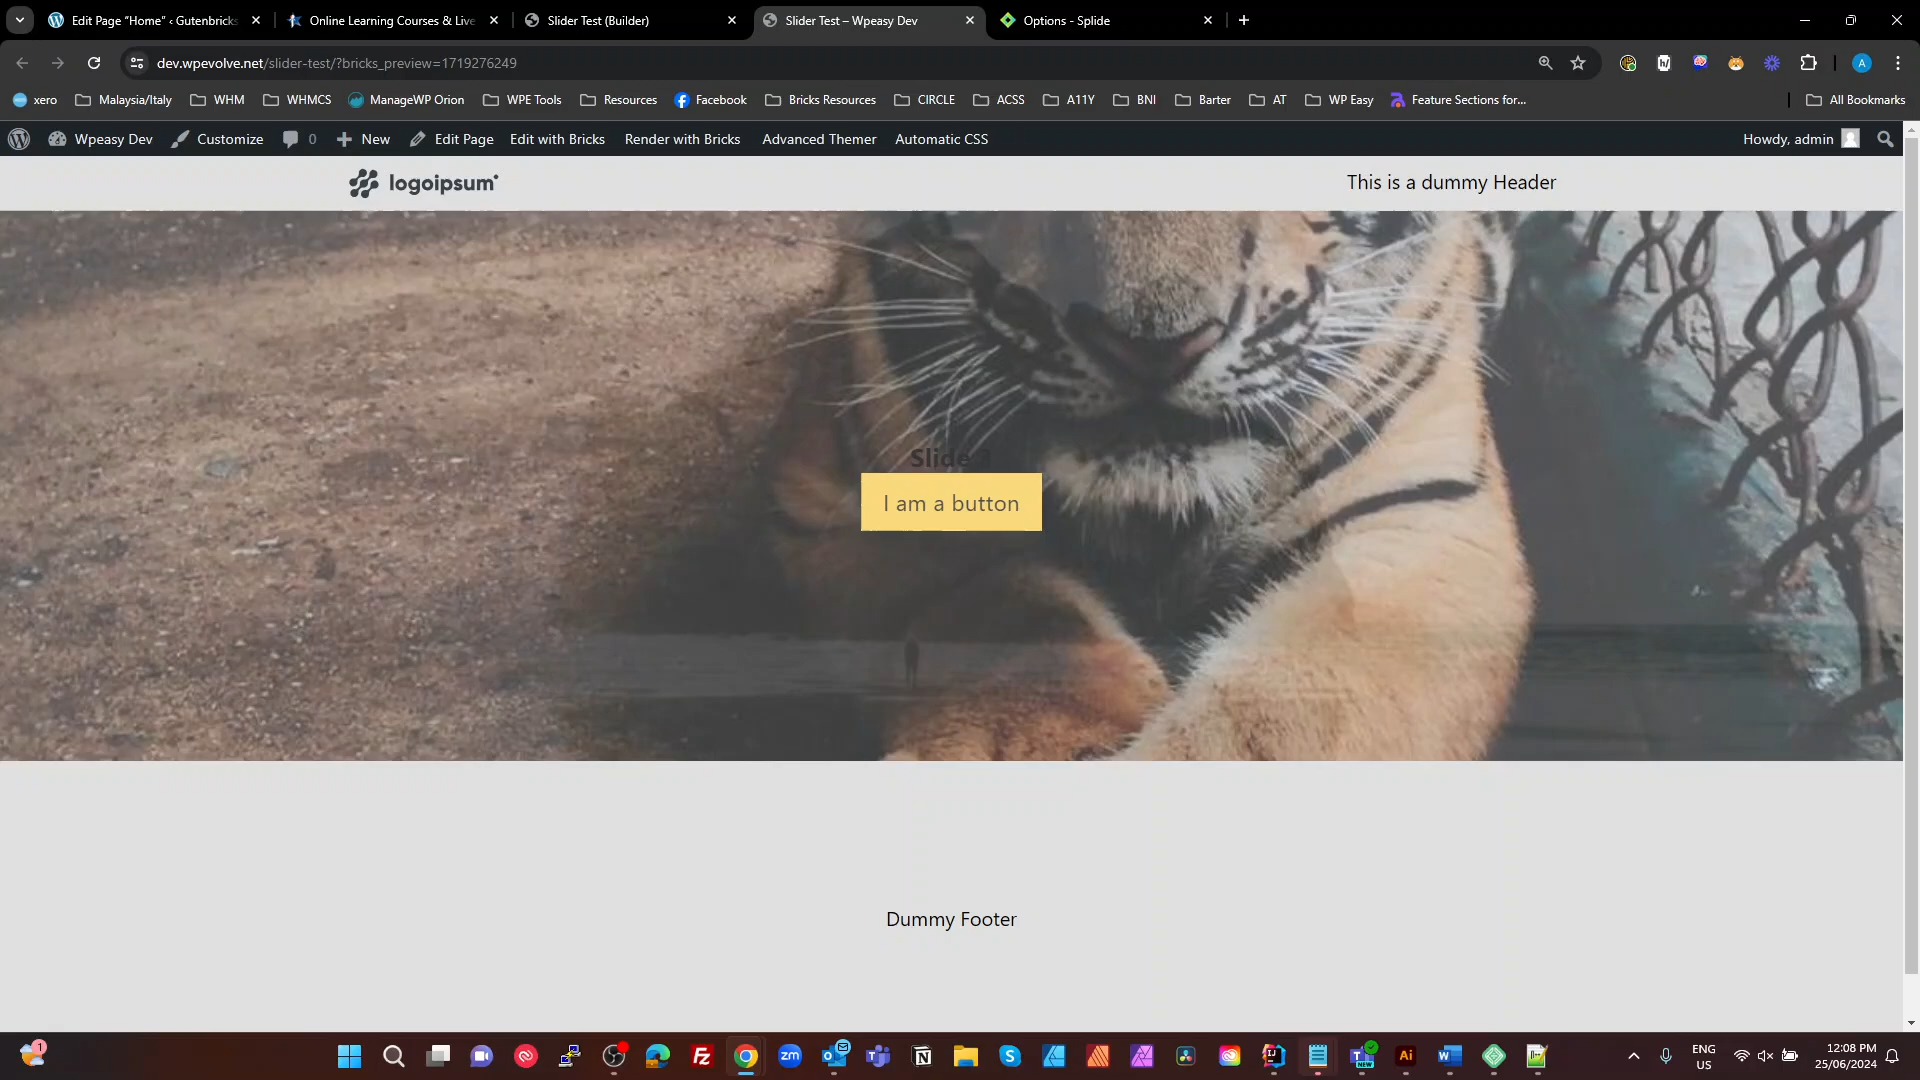 Edit Page “Home” ‹ Gutenbricks
Online Learning Courses & Live
Slider Test (Builder)
Slider Test – Wpeasy Dev
Options - Splide
dev.wpevolve.net/slider-test/?bricks_preview=1719276249
A
xero
Malaysia/Italy
WHM
WHMCS
ManageWP Orion
WPE Tools
Resources
Facebook
Bricks Resources
CIRCLE
ACSS
A11Y
BNI
Barter
AT
WP Easy
Feature Sections for...
All Bookmarks
Wpeasy Dev
Customize
0
New
Edit Page
Edit with Bricks
Render with Bricks
Advanced Themer
Automatic CSS
Howdy, admin
logoipsum
This is a dummy Header
Slide
I am a button
Dummy Footer
1
zm
ENG
US
12:08 PM
25/06/2024